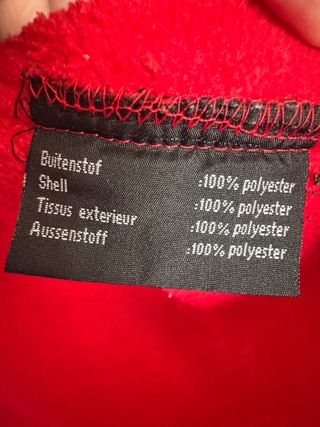 Buitenstof :100% polyester
Shell :100% polyester
Tissus exterieur :100% polyester
Aussenstoff :100% polyester